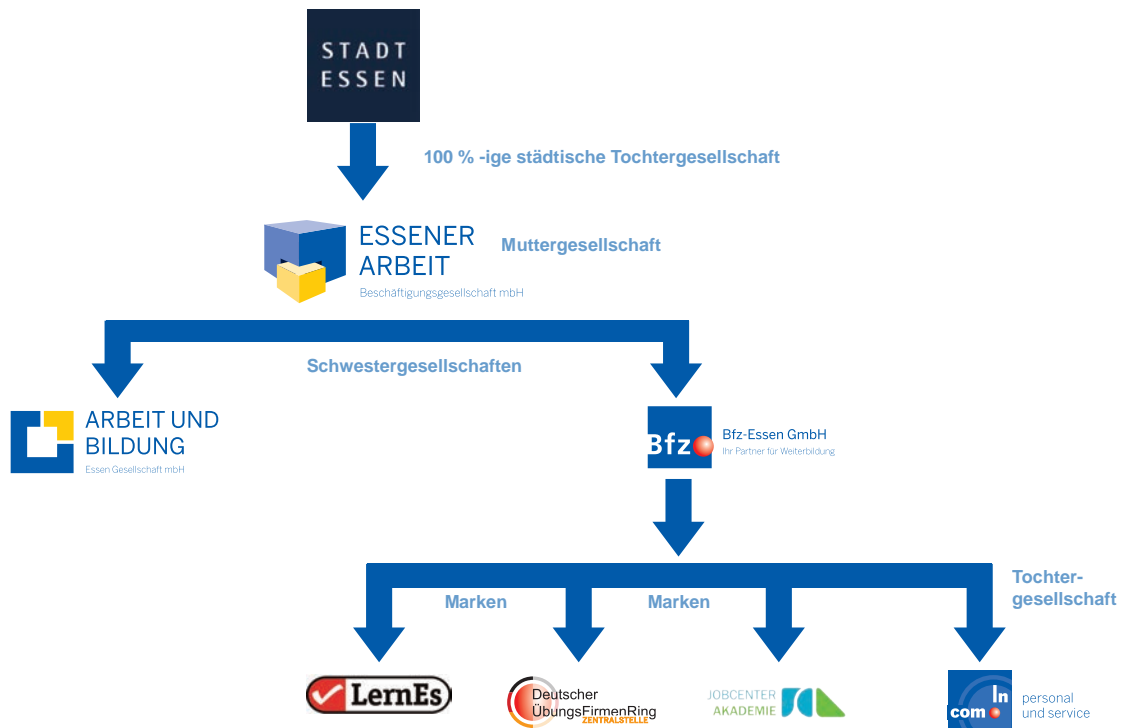 STADT
ESSEN
100 % -ige städtische Tochtergesellschaft
ESSENER
ARBEIT
Beschäftigungsgesellschaft mbH
Muttergesellschaft
Schwestergesellschaften
ARBEIT UND
BILDUNG
Essen Gesellschaft mbH
Bfz
Bfz-Essen GmbH
Ihr Partner für Weiterbildung
Marken
Marken
Tochter-
gesellschaft
LernEs
Deutscher
ÜbungsFirmenRing
ZENTRALSTELLE
JOBCENTER
AKADEMIE
In
com
personal
und service